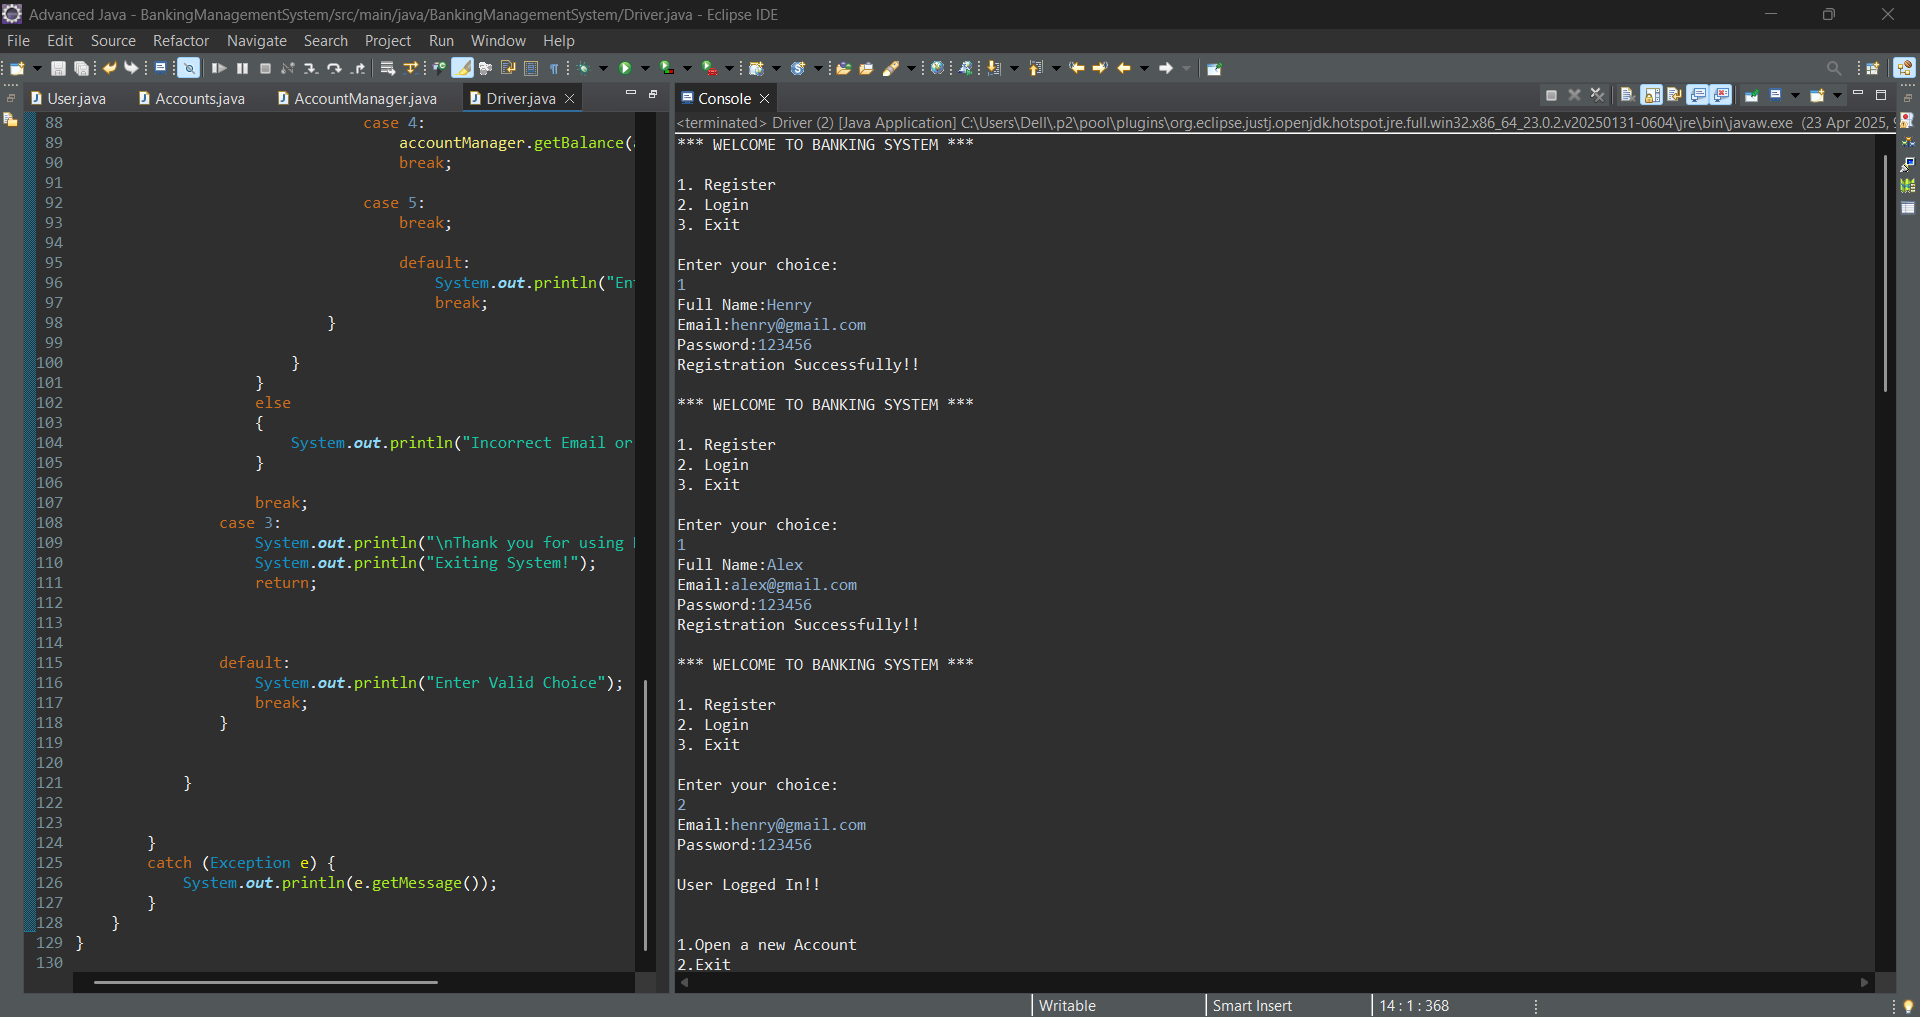 Advanced Java - BankingManagementSystem/src/main/java/BankingManagementSystem/Driver.java - Eclipse IDE
File Edit Source Refactor Navigate Search Project Run Window Help
User.java Accounts.java AccountManager.java Driver.java
88 case 4:
89 accountManager.getBalance(
90 break;
91
92 case 5:
93 break;
94
95 default:
96 System.out.println("En
97 break;
98 }
99
100 }
101 }
102 else
103 {
104 System.out.println("Incorrect Email or
105 }
106
107 break;
108 case 3:
109 System.out.println("\nThank you for using
110 System.out.println("Exiting System!");
111 return;
112
113
114
115 default:
116 System.out.println("Enter Valid Choice");
117 break;
118 }
119
120
121 }
122
123
124 }
125 catch (Exception e) {
126 System.out.println(e.getMessage());
127 }
128 }
129 }
130
Console
<terminated> Driver (2) [Java Application] C:\Users\Dell\.p2\pool\plugins\org.eclipse.justj.openjdk.hotspot.jre.full.win32.x86_64_23.0.2.v20250131-0604\jre\bin\javaw.exe (23 Apr 2025,
*** WELCOME TO BANKING SYSTEM ***
1. Register
2. Login
3. Exit
Enter your choice:
1
Full Name:Henry
Email:henry@gmail.com
Password:123456
Registration Successfully!!
*** WELCOME TO BANKING SYSTEM ***
1. Register
2. Login
3. Exit
Enter your choice:
1
Full Name:Alex
Email:alex@gmail.com
Password:123456
Registration Successfully!!
*** WELCOME TO BANKING SYSTEM ***
1. Register
2. Login
3. Exit
Enter your choice:
2
Email:henry@gmail.com
Password:123456
User Logged In!!
1.Open a new Account
2.Exit
Writable Smart Insert 14 : 1 : 368